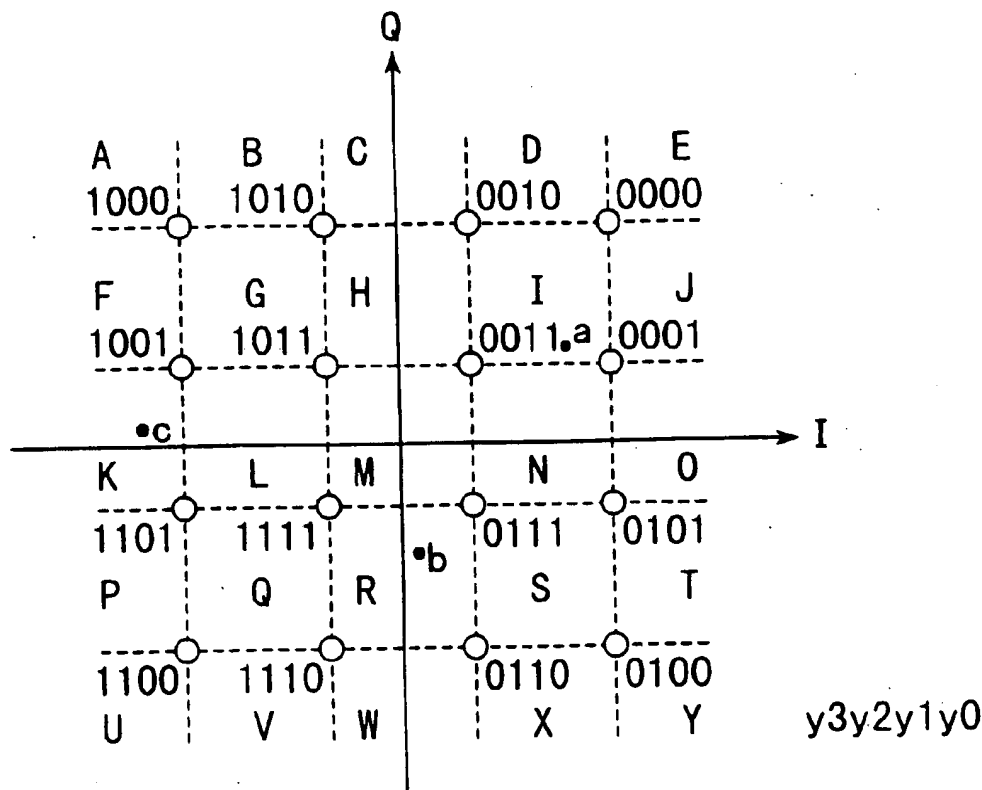 Q
A B C D E
1000 1010 0010 0000
F G H I J
1001 1011 0011 a 0001
c
I
K L M N O
1101 1111 0111 0101
b
P Q R S T
1100 1110 0110 0100
U V W X Y y3y2y1y0